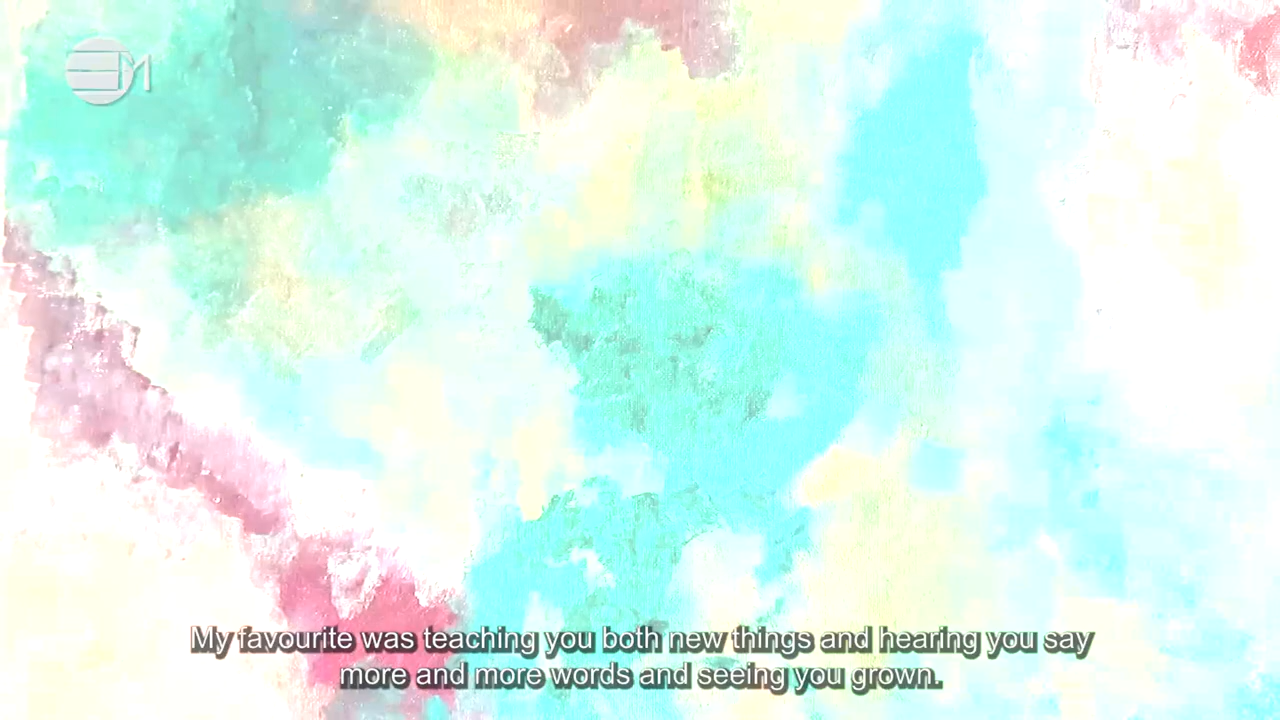 EM
My favourite was teaching you both new things and hearing you say
more and more words and seeing you grown.